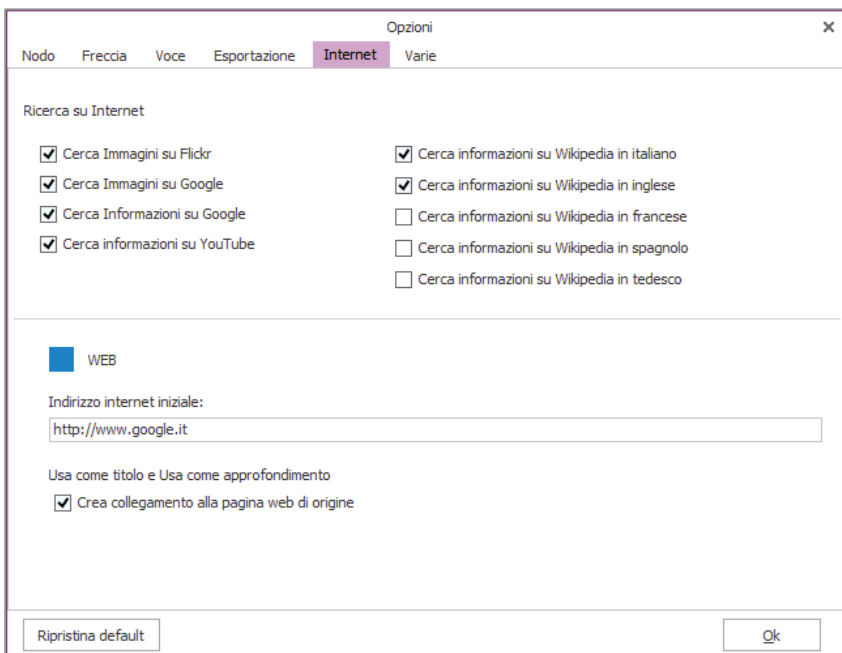 Opzioni
Nodo Freccia Voce Esportazione Internet Varie
Ricerca su Internet
Cerca Immagini su Flickr
Cerca Immagini su Google
Cerca Informazioni su Google
Cerca informazioni su YouTube
Cerca informazioni su Wikipedia in italiano
Cerca informazioni su Wikipedia in inglese
Cerca informazioni su Wikipedia in francese
Cerca informazioni su Wikipedia in spagnolo
Cerca informazioni su Wikipedia in tedesco
WEB
Indirizzo internet iniziale:
http://www.google.it
Usa come titolo e Usa come approfondimento
Crea collegamento alla pagina web di origine
Ripristina default Ok